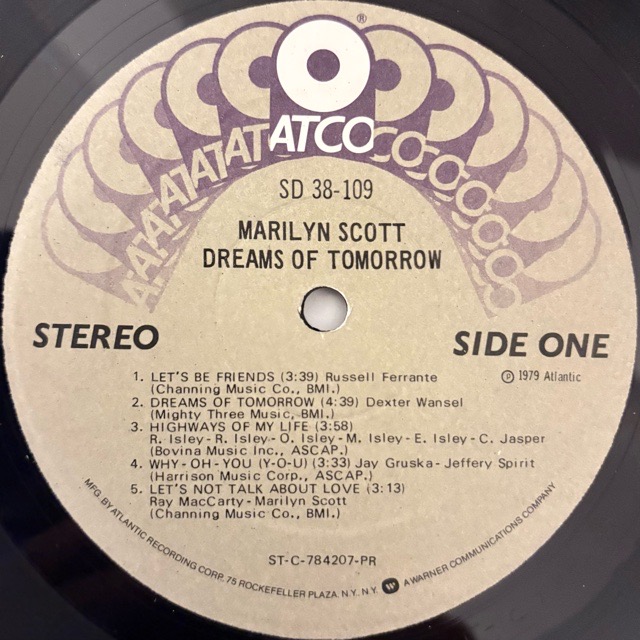 ®
ATCO
SD 38-109
MARILYN SCOTT
DREAMS OF TOMORROW
STEREO
SIDE ONE
℗ 1979 Atlantic
1. LET'S BE FRIENDS (3:39) Russell Ferrante
(Channing Music Co., BMI.)
2. DREAMS OF TOMORROW (4:39) Dexter Wansel
(Mighty Three Music, BMI.)
3. HIGHWAYS OF MY LIFE (3:58)
R. Isley-R. Isley-O. Isley-M. Isley-E. Isley-C. Jasper
(Bovina Music Inc., ASCAP.)
4. WHY-OH-YOU (Y-O-U) (3:33) Jay Gruska-Jeffery Spirit
(Harrison Music Corp., ASCAP.)
5. LET'S NOT TALK ABOUT LOVE (3:13)
Ray MacCarty-Marilyn Scott
(Channing Music Co., BMI.)
ST-C-784207-PR
MFG. BY ATLANTIC RECORDING CORP. 75 ROCKEFELLER PLAZA. N.Y. N.Y. A WARNER COMMUNICATIONS COMPANY